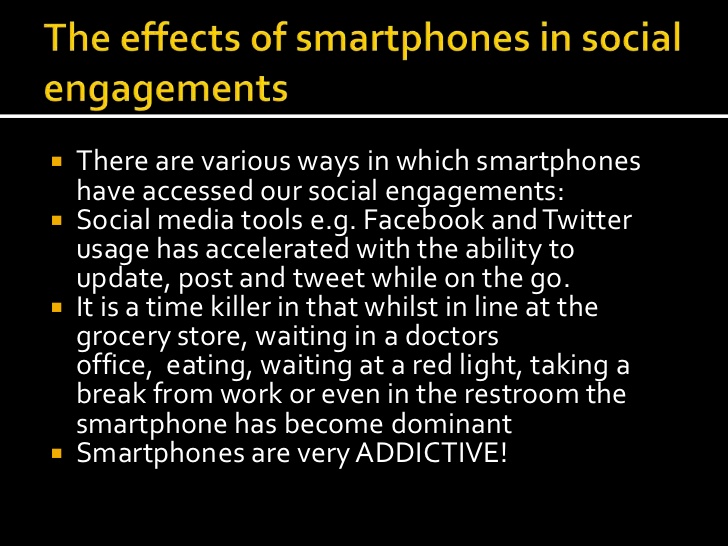 The effects of smartphones in social
engagements
▪ There are various ways in which smartphones
have accessed our social engagements:
▪ Social media tools e.g. Facebook and Twitter
usage has accelerated with the ability to
update, post and tweet while on the go.
▪ It is a time killer in that whilst in line at the
grocery store, waiting in a doctors
office,  eating, waiting at a red light, taking a
break from work or even in the restroom the
smartphone has become dominant
▪ Smartphones are very ADDICTIVE!